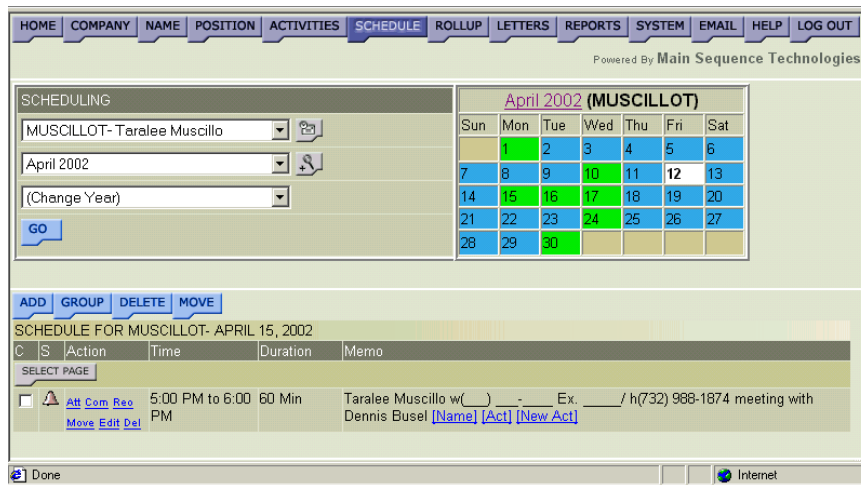 HOME COMPANY NAME POSITION ACTIVITIES SCHEDULE ROLLUP LETTERS REPORTS SYSTEM EMAIL HELP LOG OUT
Powered By Main Sequence Technologies
SCHEDULING
MUSCILLOT- Taralee Muscillo
April 2002
(Change Year)
GO
April 2002 (MUSCILLOT)
Sun Mon Tue Wed Thu Fri Sat
1 2 3 4 5 6
7 8 9 10 11 12 13
14 15 16 17 18 19 20
21 22 23 24 25 26 27
28 29 30
ADD GROUP DELETE MOVE
SCHEDULE FOR MUSCILLOT- APRIL 15, 2002
C S Action Time Duration Memo
SELECT PAGE
Att Com Reo 5:00 PM to 6:00 60 Min Taralee Muscillo w(___) ___-____ Ex. _____/ h(732) 988-1874 meeting with
Move Edit Del PM Dennis Busel [Name] [Act] [New Act]
Done Internet